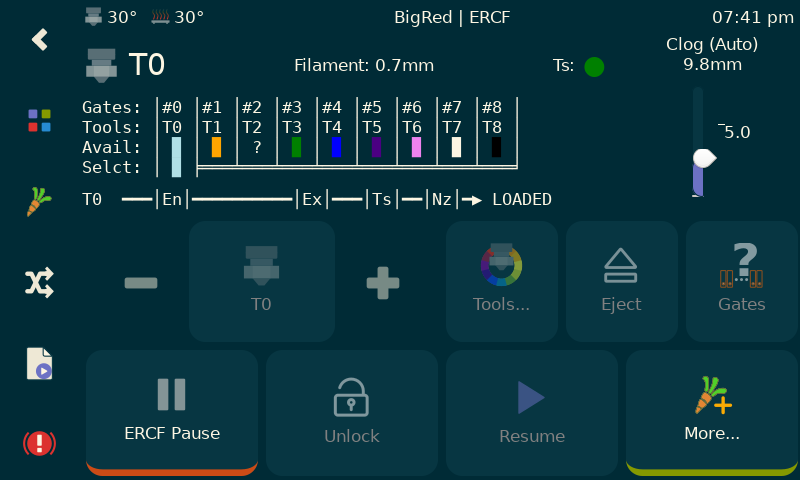 30° 30° BigRed | ERCF 07:41 pm
T0 Filament: 0.7mm Ts: Clog (Auto)
9.8mm
Gates: |#0 |#1 |#2 |#3 |#4 |#5 |#6 |#7 |#8 |
Tools: |T0 |T1 |T2 |T3 |T4 |T5 |T6 |T7 |T8 |
Avail: | | | ? | | | | | | |
Selct:
5.0
T0 ━━━|En|━━━━━━━━━━|Ex|━━━|Ts|━━|Nz|━▶ LOADED
T0
Tools...
Eject
?
Gates
ERCF Pause
Unlock
Resume
More...